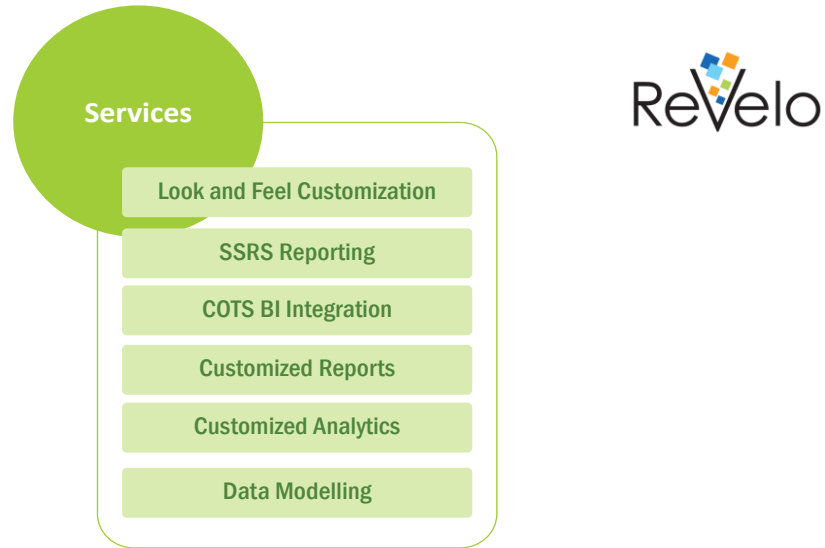 Services
ReVelo
Look and Feel Customization
SSRS Reporting
COTS BI Integration
Customized Reports
Customized Analytics
Data Modelling